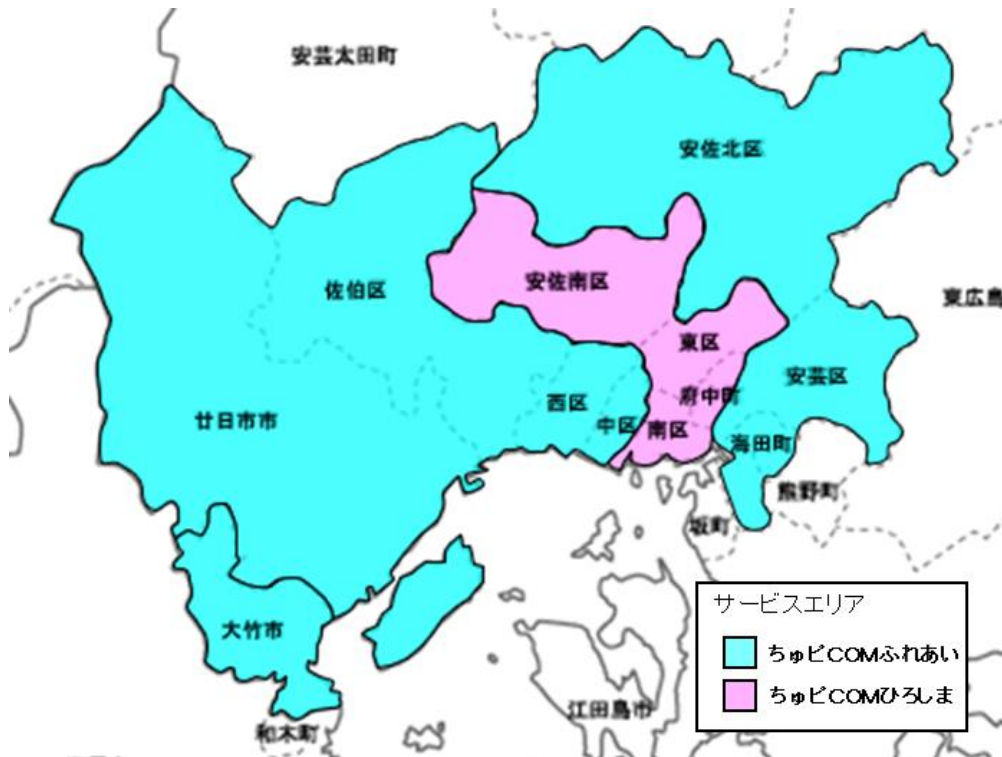 安芸太田町
安佐北区
佐伯区
安佐南区
東広島
東区
安芸区
西区
府中町
廿日市市
中区
南区
海田町
熊野町
坂町
サービスエリア
ちゅピCOMふれあい
ちゅピCOMひろしま
大竹市
江田島市
和木町